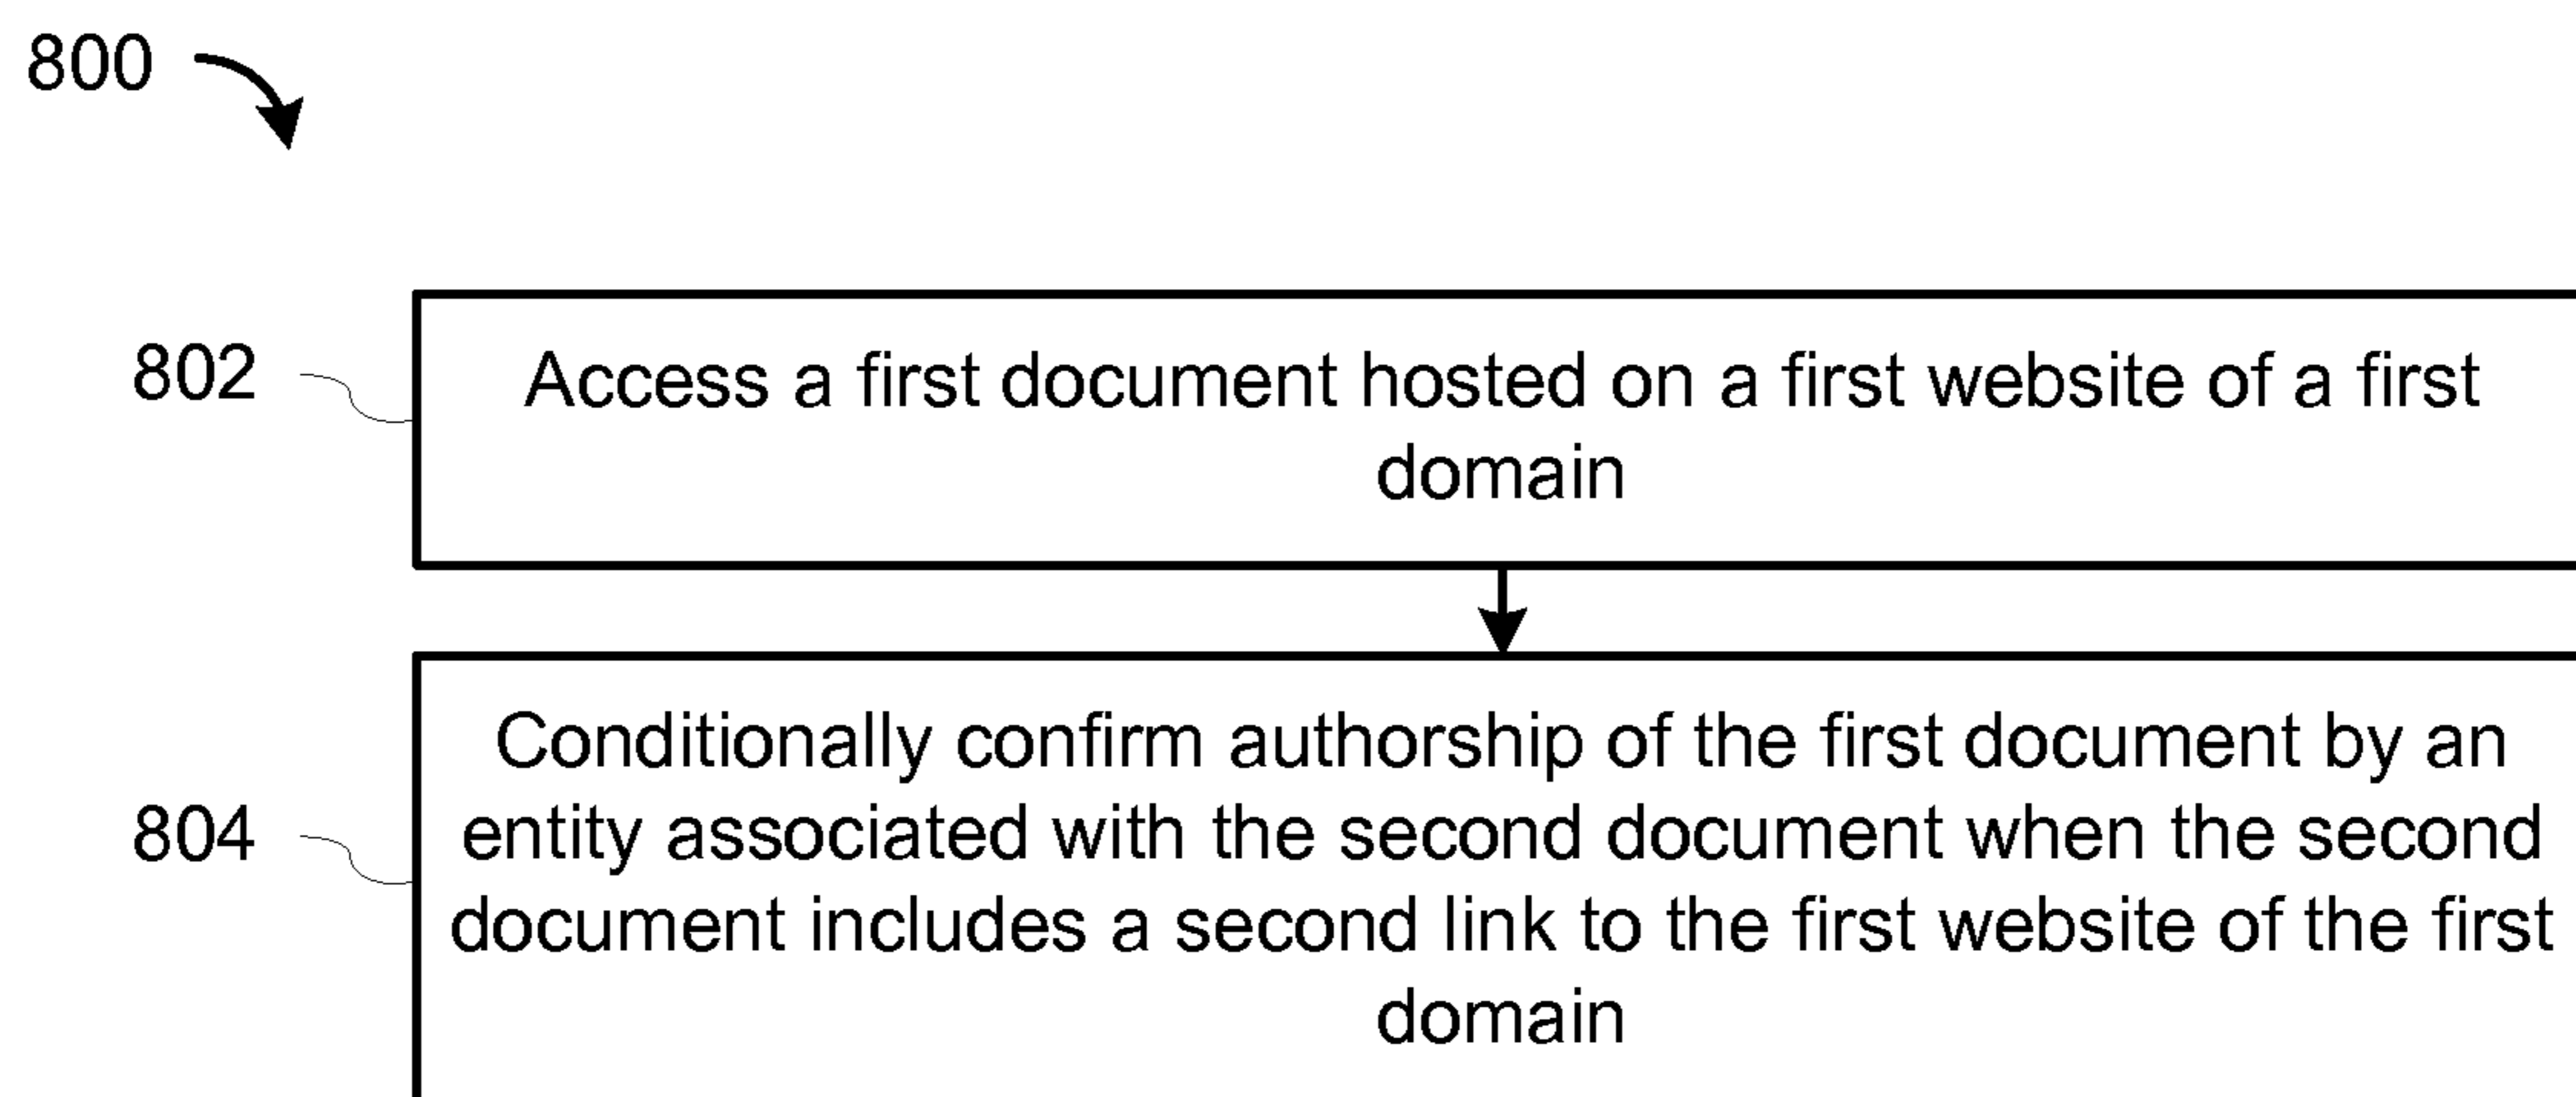 800
802
Access a first document hosted on a first website of a first
domain
804
Conditionally confirm authorship of the first document by an
entity associated with the second document when the second
document includes a second link to the first website of the first
domain